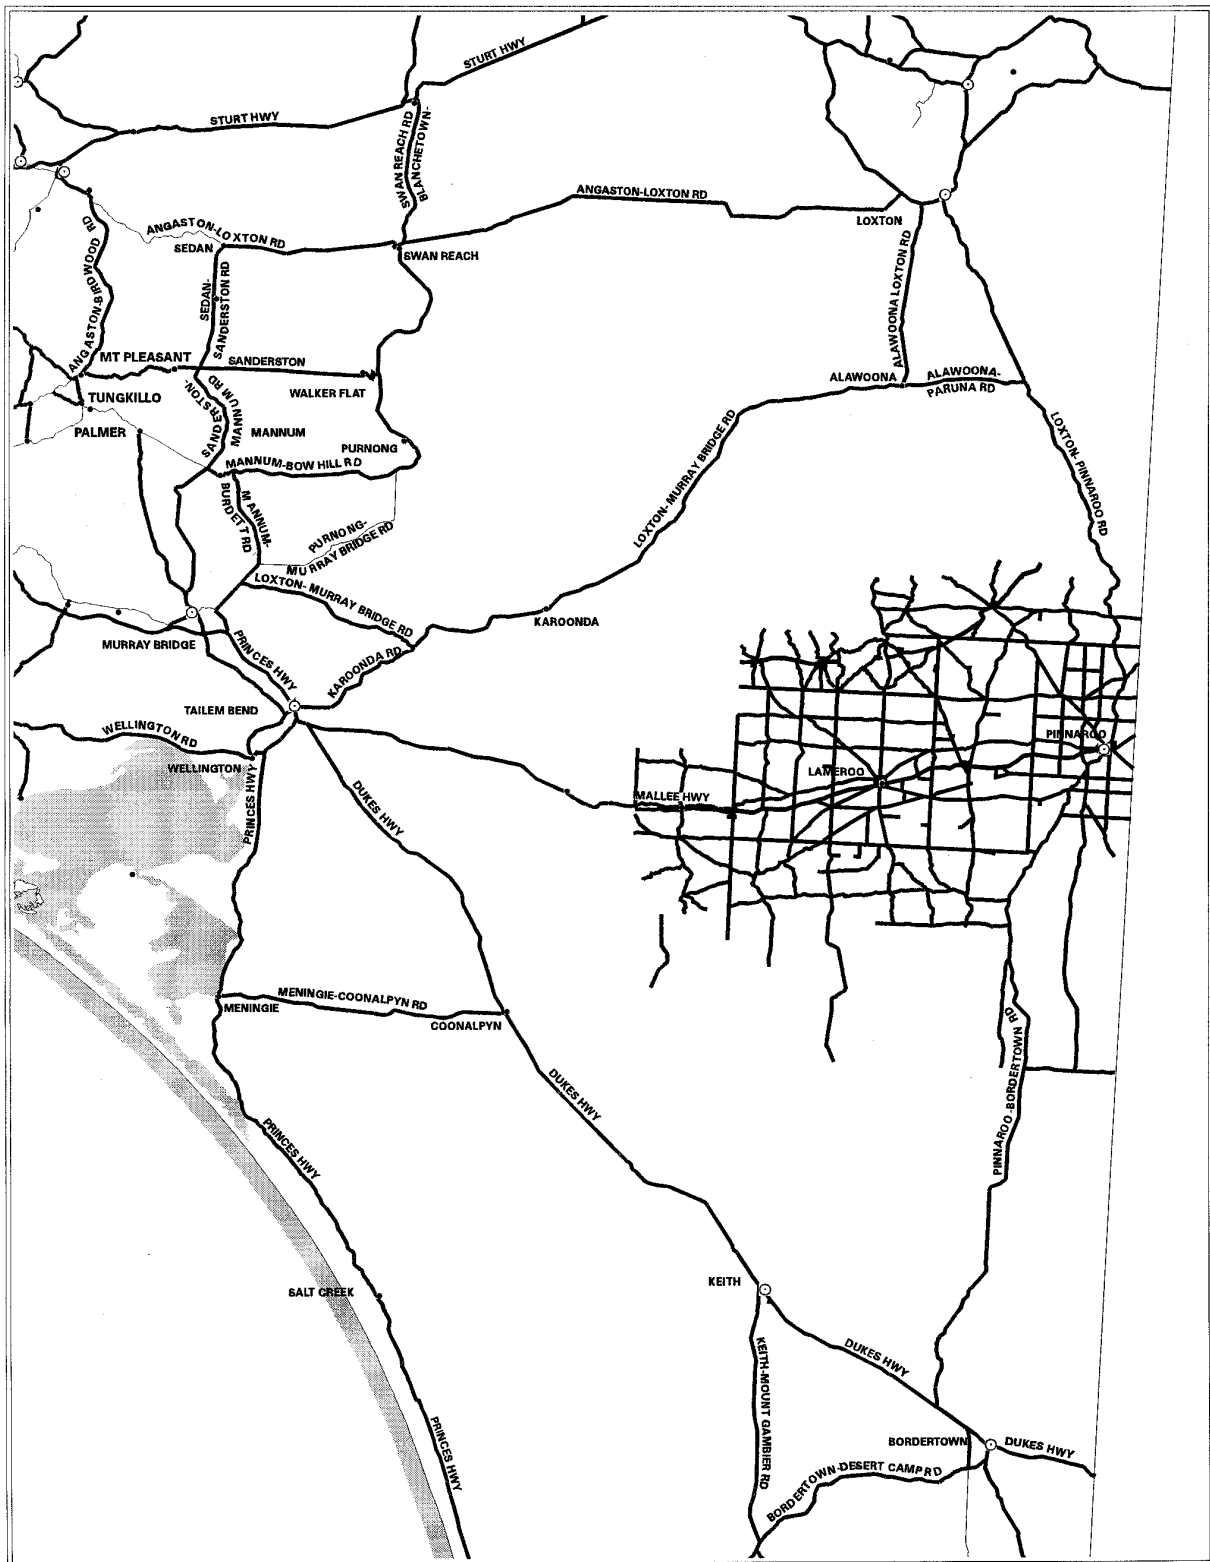 STURT HWY
STURT HWY
SWAN REACH RD
BLANCHETOWN-
ANGASTON-LOXTON RD
LOXTON
ANGASTON-LOXTON RD
SEDAN
SWAN REACH
ANGASTON-BIRDWOOD RD
SEDAN-
SANDERSTON RD
ALAWOONA LOXTON RD
MT PLEASANT
SANDERSTON
WALKER FLAT
ALAWOONA
ALAWOONA-
PARUNA RD
TUNGKILLO
SANDERSTON-
MANNUM RD
PALMER
MANNUM
PURNONG
MANNUM-BOW HILL RD
LOXTON-MURRAY BRIDGE RD
LOXTON-PINNAROO RD
MANNUM-
BURDETT RD
PURNONG-
MURRAY BRIDGE RD
LOXTON-MURRAY BRIDGE RD
KAROONDA
MURRAY BRIDGE
PRINCES HWY
KAROONDA RD
TAILEM BEND
WELLINGTON RD
WELLINGTON
PINNAROO
LAMEROO
MALLEE HWY
PRINCES HWY
DUKES HWY
MENINGIE-COONALPYN RD
MENINGIE
COONALPYN
PINNAROO-BORDERTOWN RD
DUKES HWY
PRINCES HWY
SALT CREEK
KEITH
DUKES HWY
KEITH-MOUNT GAMBIER RD
PRINCES HWY
BORDERTOWN
DUKES HWY
BORDERTOWN-DESERT CAMP RD